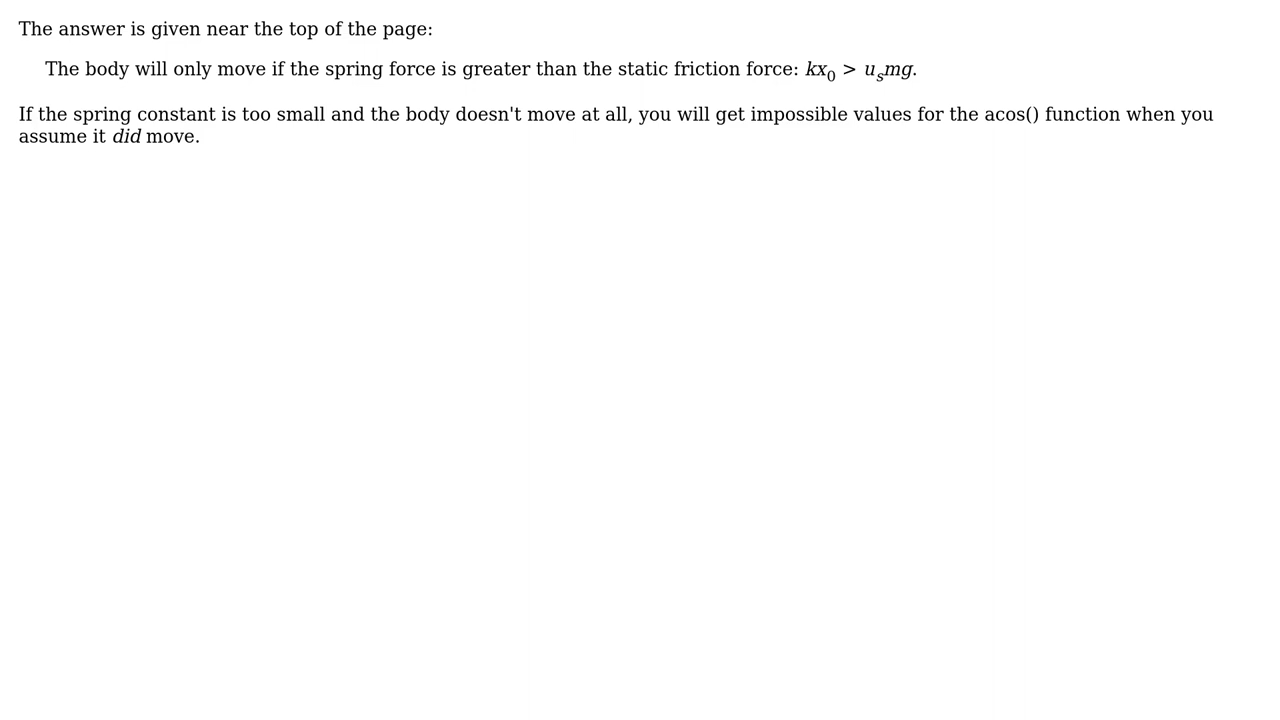 The answer is given near the top of the page:
The body will only move if the spring force is greater than the static friction force: kx₀ > uₛmg.
If the spring constant is too small and the body doesn't move at all, you will get impossible values for the acos() function when you
assume it did move.